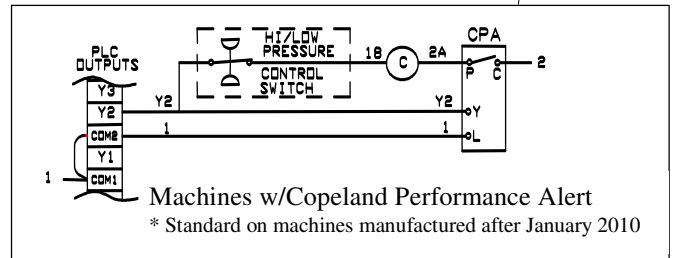 HI/LOW
PRESSURE
CONTROL
SWITCH
18
C
2A
CPA
P C
2
PLC
OUTPUTS
Y3
Y2
Y2
Y2
Y
COM2
1
1
L
Y1
1
COM1
Machines w/Copeland Performance Alert
* Standard on machines manufactured after January 2010